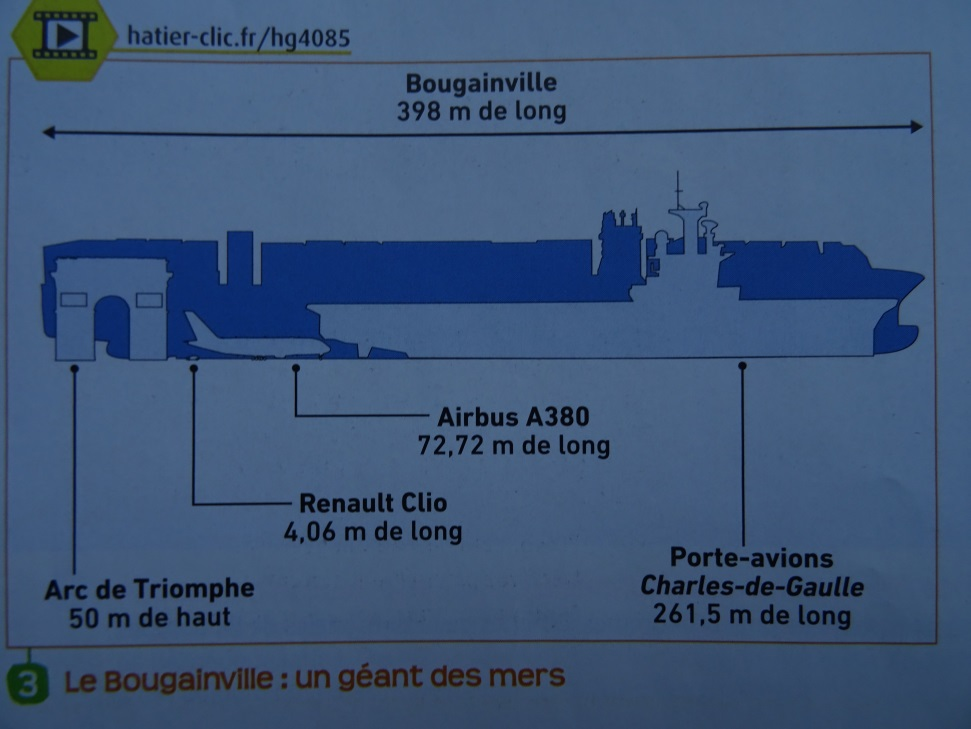 hatier-clic.fr/hg4085
Bougainville
398 m de long
Airbus A380
72,72 m de long
Renault Clio
4,06 m de long
Porte-avions
Charles-de-Gaulle
261,5 m de long
Arc de Triomphe
50 m de haut
3 Le Bougainville : un géant des mers